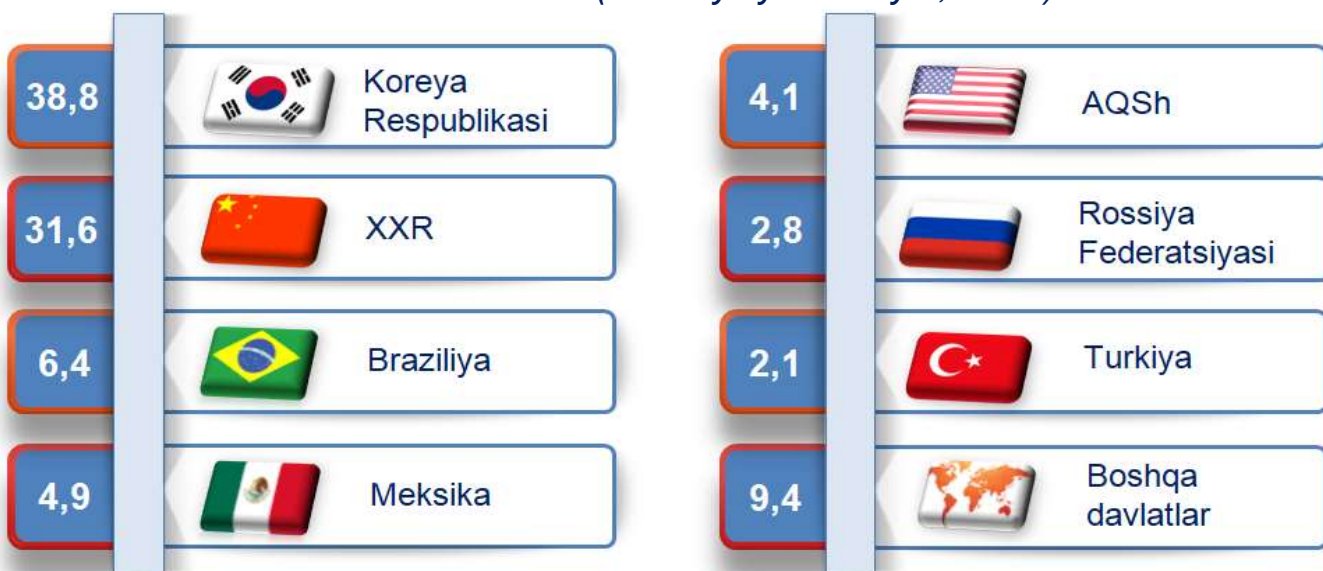 38,8
Koreya
Respublikasi
31,6
XXR
6,4
Braziliya
4,9
Meksika
4,1
AQSh
2,8
Rossiya
Federatsiyasi
2,1
Turkiya
9,4
Boshqa
davlatlar